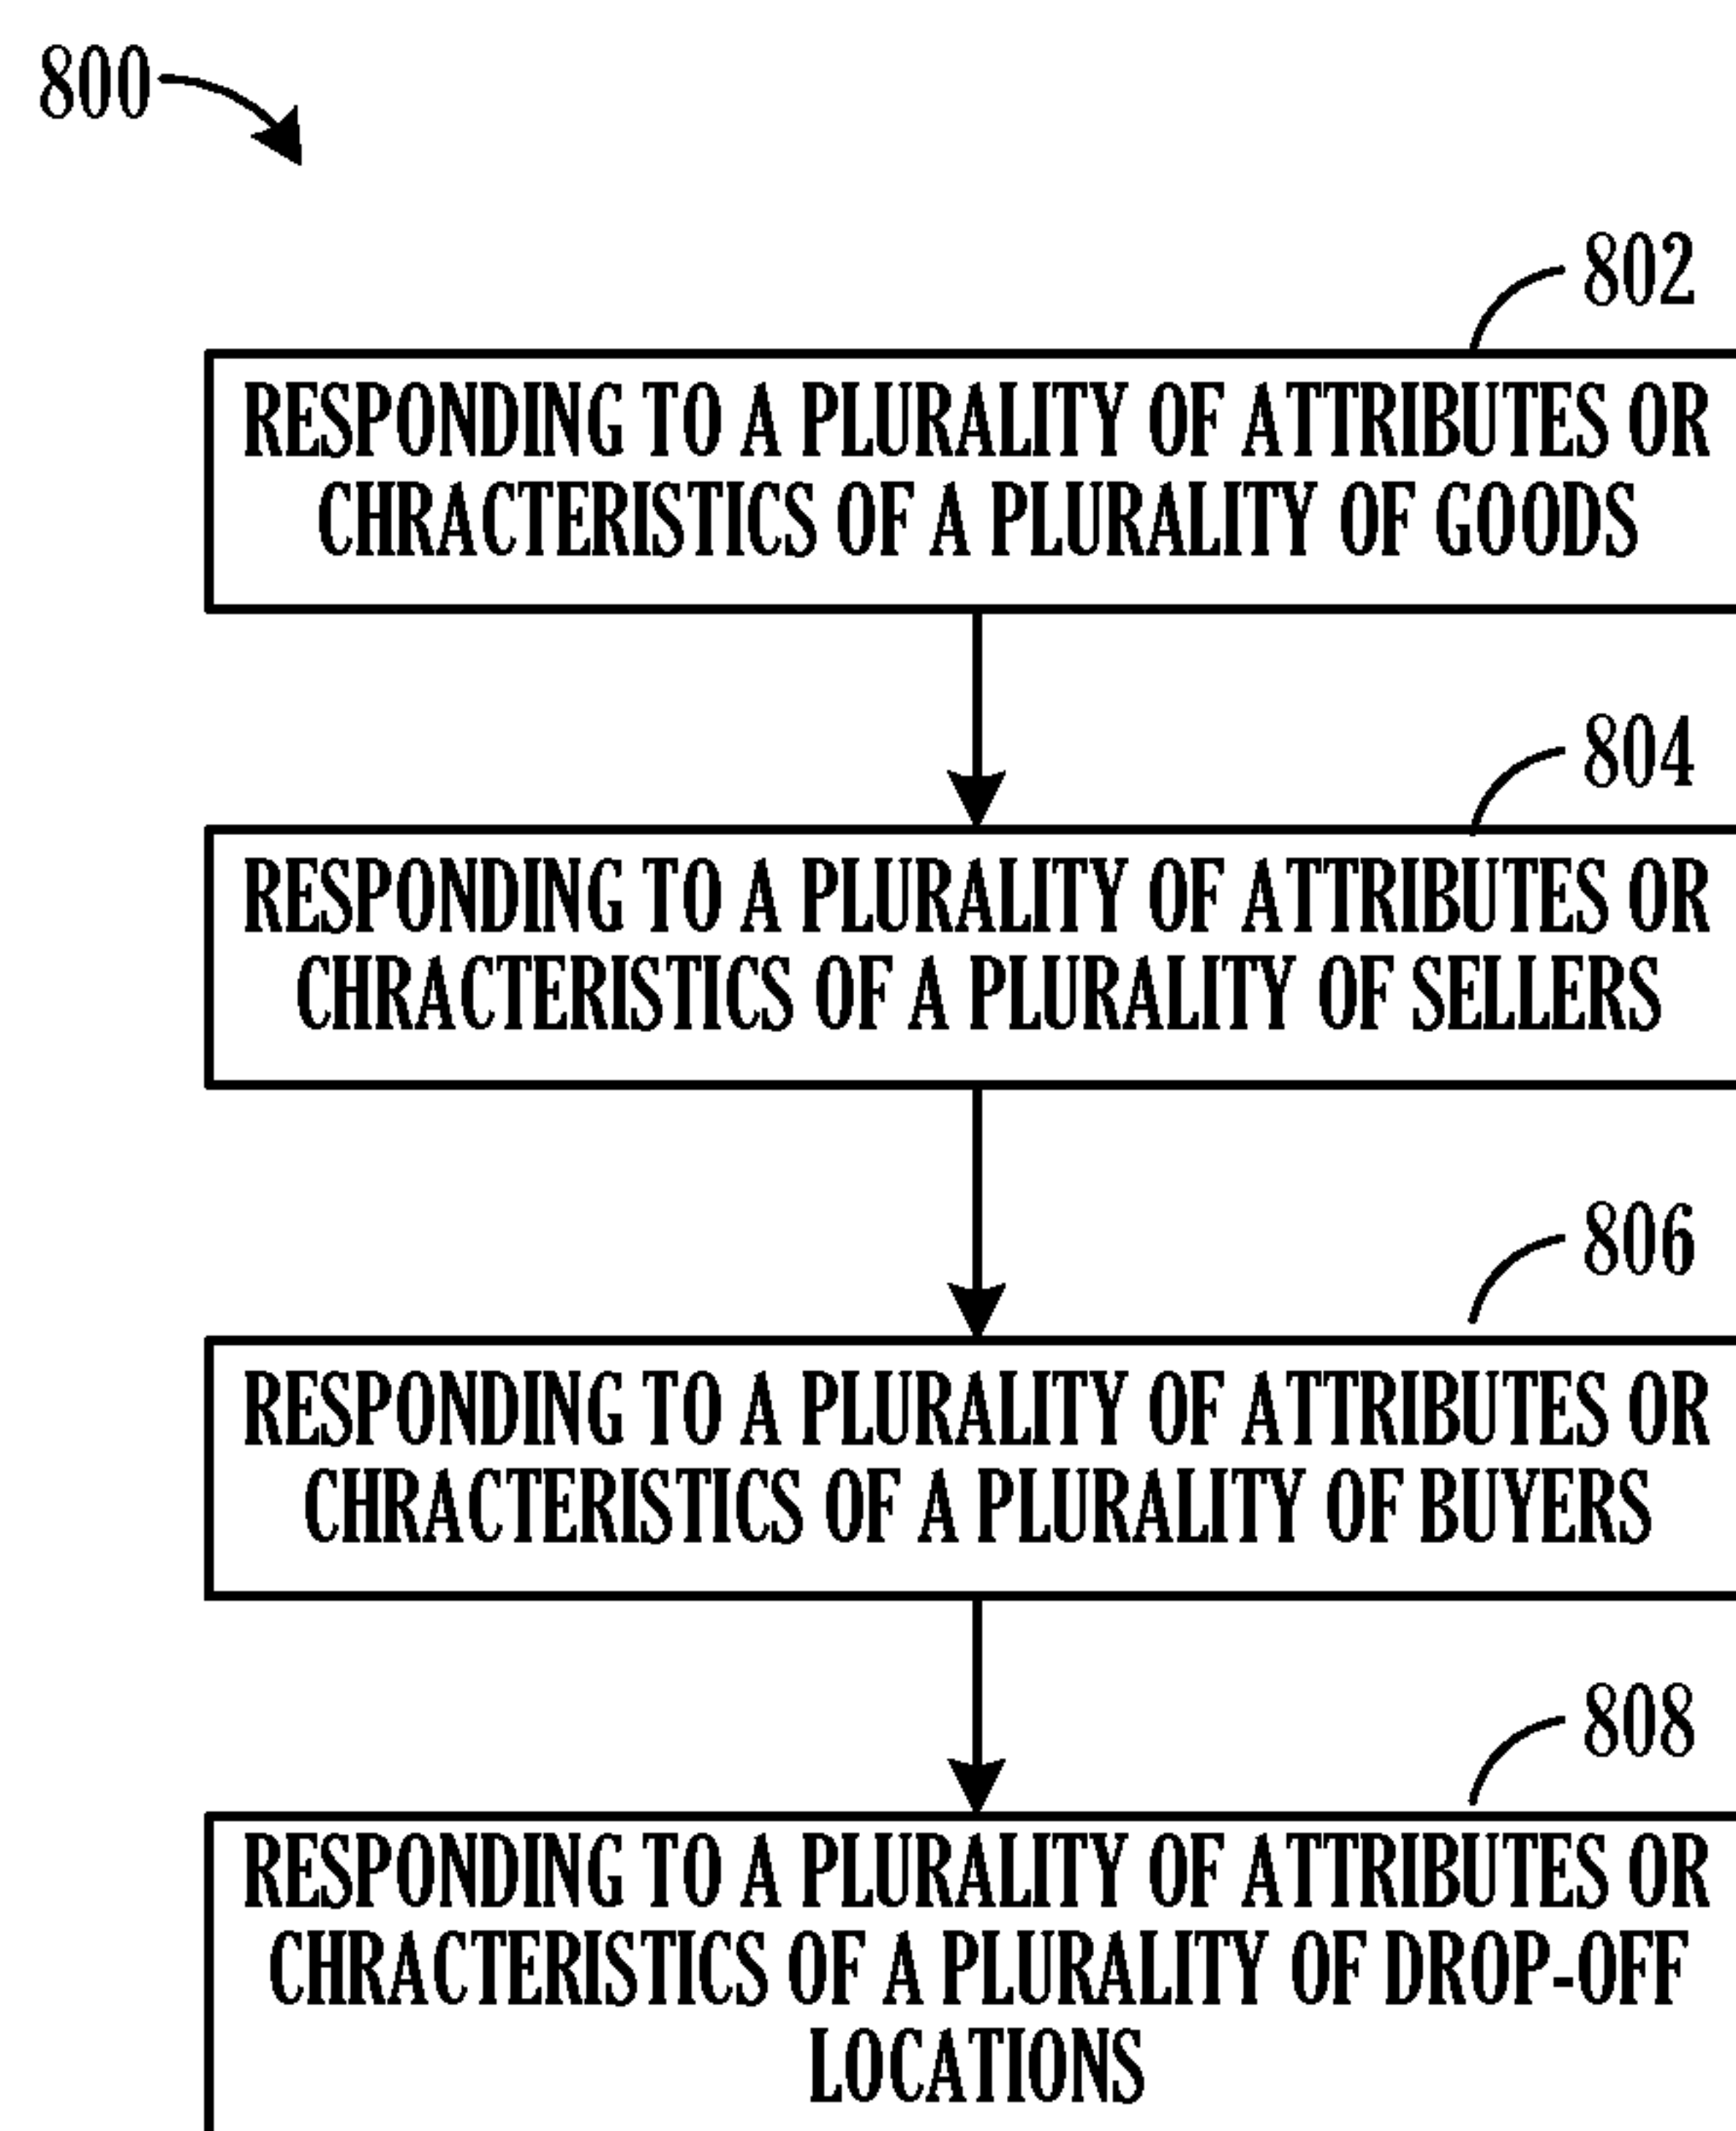 800
802
RESPONDING TO A PLURALITY OF ATTRIBUTES OR
CHRACTERISTICS OF A PLURALITY OF GOODS
804
RESPONDING TO A PLURALITY OF ATTRIBUTES OR
CHRACTERISTICS OF A PLURALITY OF SELLERS
806
RESPONDING TO A PLURALITY OF ATTRIBUTES OR
CHRACTERISTICS OF A PLURALITY OF BUYERS
808
RESPONDING TO A PLURALITY OF ATTRIBUTES OR
CHRACTERISTICS OF A PLURALITY OF DROP-OFF
LOCATIONS